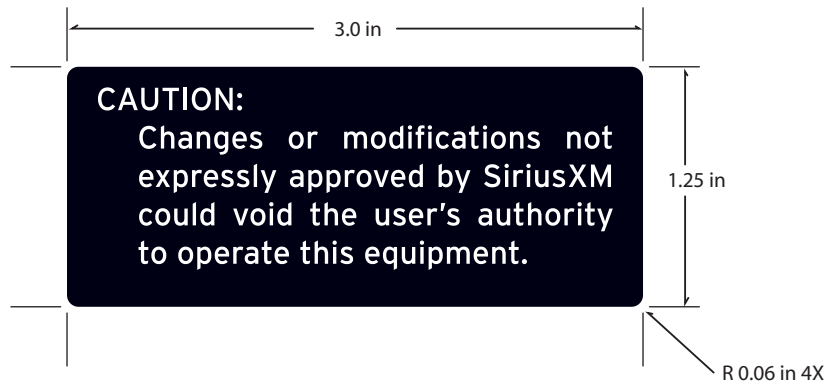 3.0 in
CAUTION:
Changes or modifications not
expressly approved by SiriusXM
could void the user's authority
to operate this equipment.
1.25 in
R 0.06 in 4X